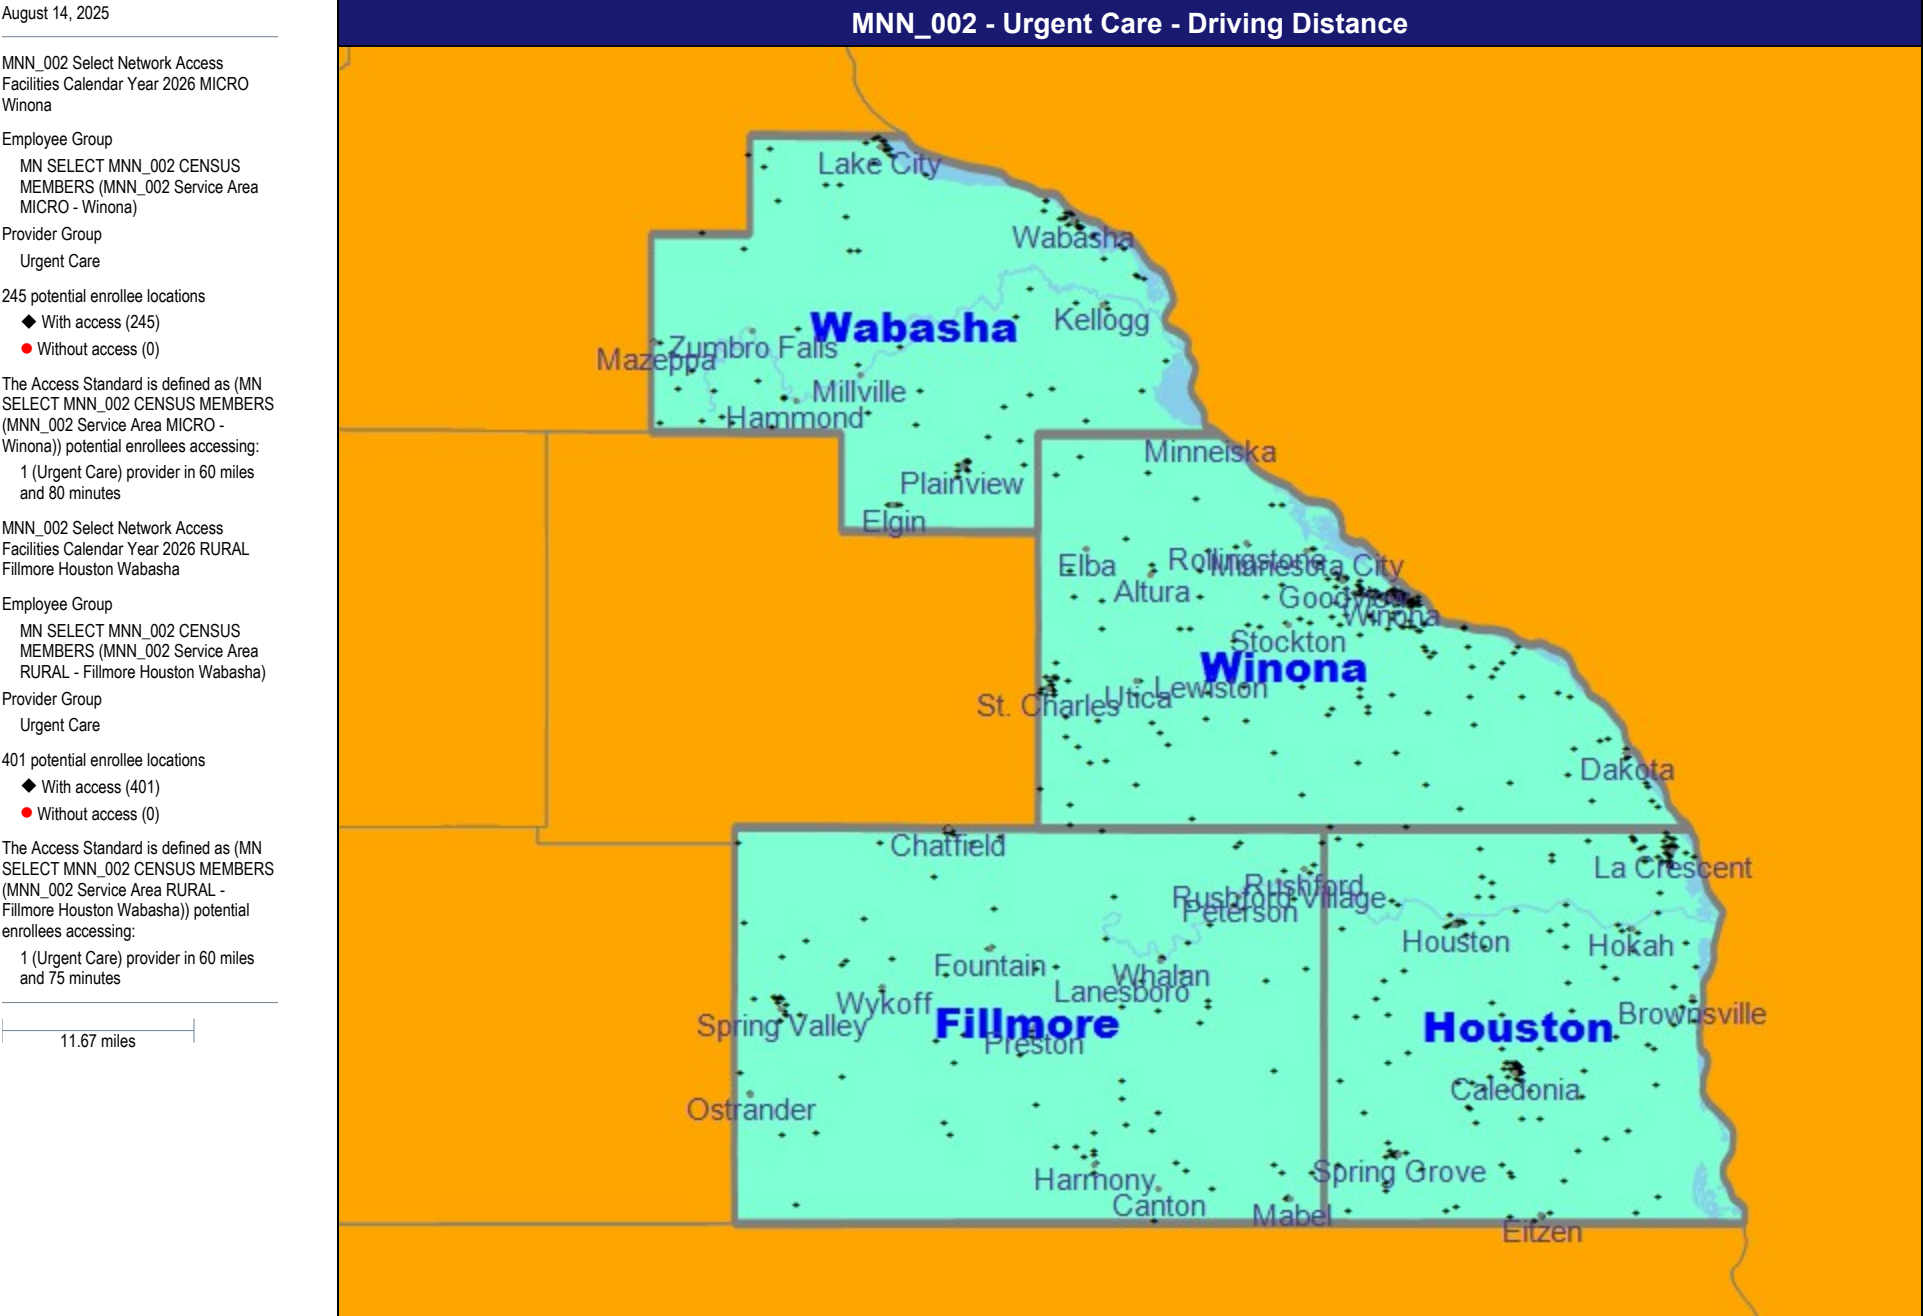 August 14, 2025
MNN_002 Select Network Access
Facilities Calendar Year 2026 MICRO
Winona
Employee Group
MN SELECT MNN_002 CENSUS
MEMBERS (MNN_002 Service Area
MICRO - Winona)
Provider Group
Urgent Care
245 potential enrollee locations
With access (245)
Without access (0)
The Access Standard is defined as (MN
SELECT MNN_002 CENSUS MEMBERS
(MNN_002 Service Area MICRO -
Winona)) potential enrollees accessing:
1 (Urgent Care) provider in 60 miles
and 80 minutes
MNN_002 Select Network Access
Facilities Calendar Year 2026 RURAL
Fillmore Houston Wabasha
Employee Group
MN SELECT MNN_002 CENSUS
MEMBERS (MNN_002 Service Area
RURAL - Fillmore Houston Wabasha)
Provider Group
Urgent Care
401 potential enrollee locations
With access (401)
Without access (0)
The Access Standard is defined as (MN
SELECT MNN_002 CENSUS MEMBERS
(MNN_002 Service Area RURAL -
Fillmore Houston Wabasha)) potential
enrollees accessing:
1 (Urgent Care) provider in 60 miles
and 75 minutes
11.67 miles
MNN_002 - Urgent Care - Driving Distance
Lake City
Wabasha
Kellogg
Wabasha
Zumbro Falls
Mazeppa
Millville
Hammond
Minneiska
Plainview
Elgin
Elba
Rollingstone
Minnesota City
Altura
Goodview
Winona
Stockton
Winona
Lewiston
Utica
St. Charles
Dakota
Chatfield
La Crescent
Rushford
Rushford Village
Peterson
Houston
Hokah
Fountain
Whalan
Lanesboro
Wykoff
Brownsville
Spring Valley
Fillmore
Houston
Preston
Caledonia
Ostrander
Spring Grove
Harmony
Canton
Mabel
Eitzen